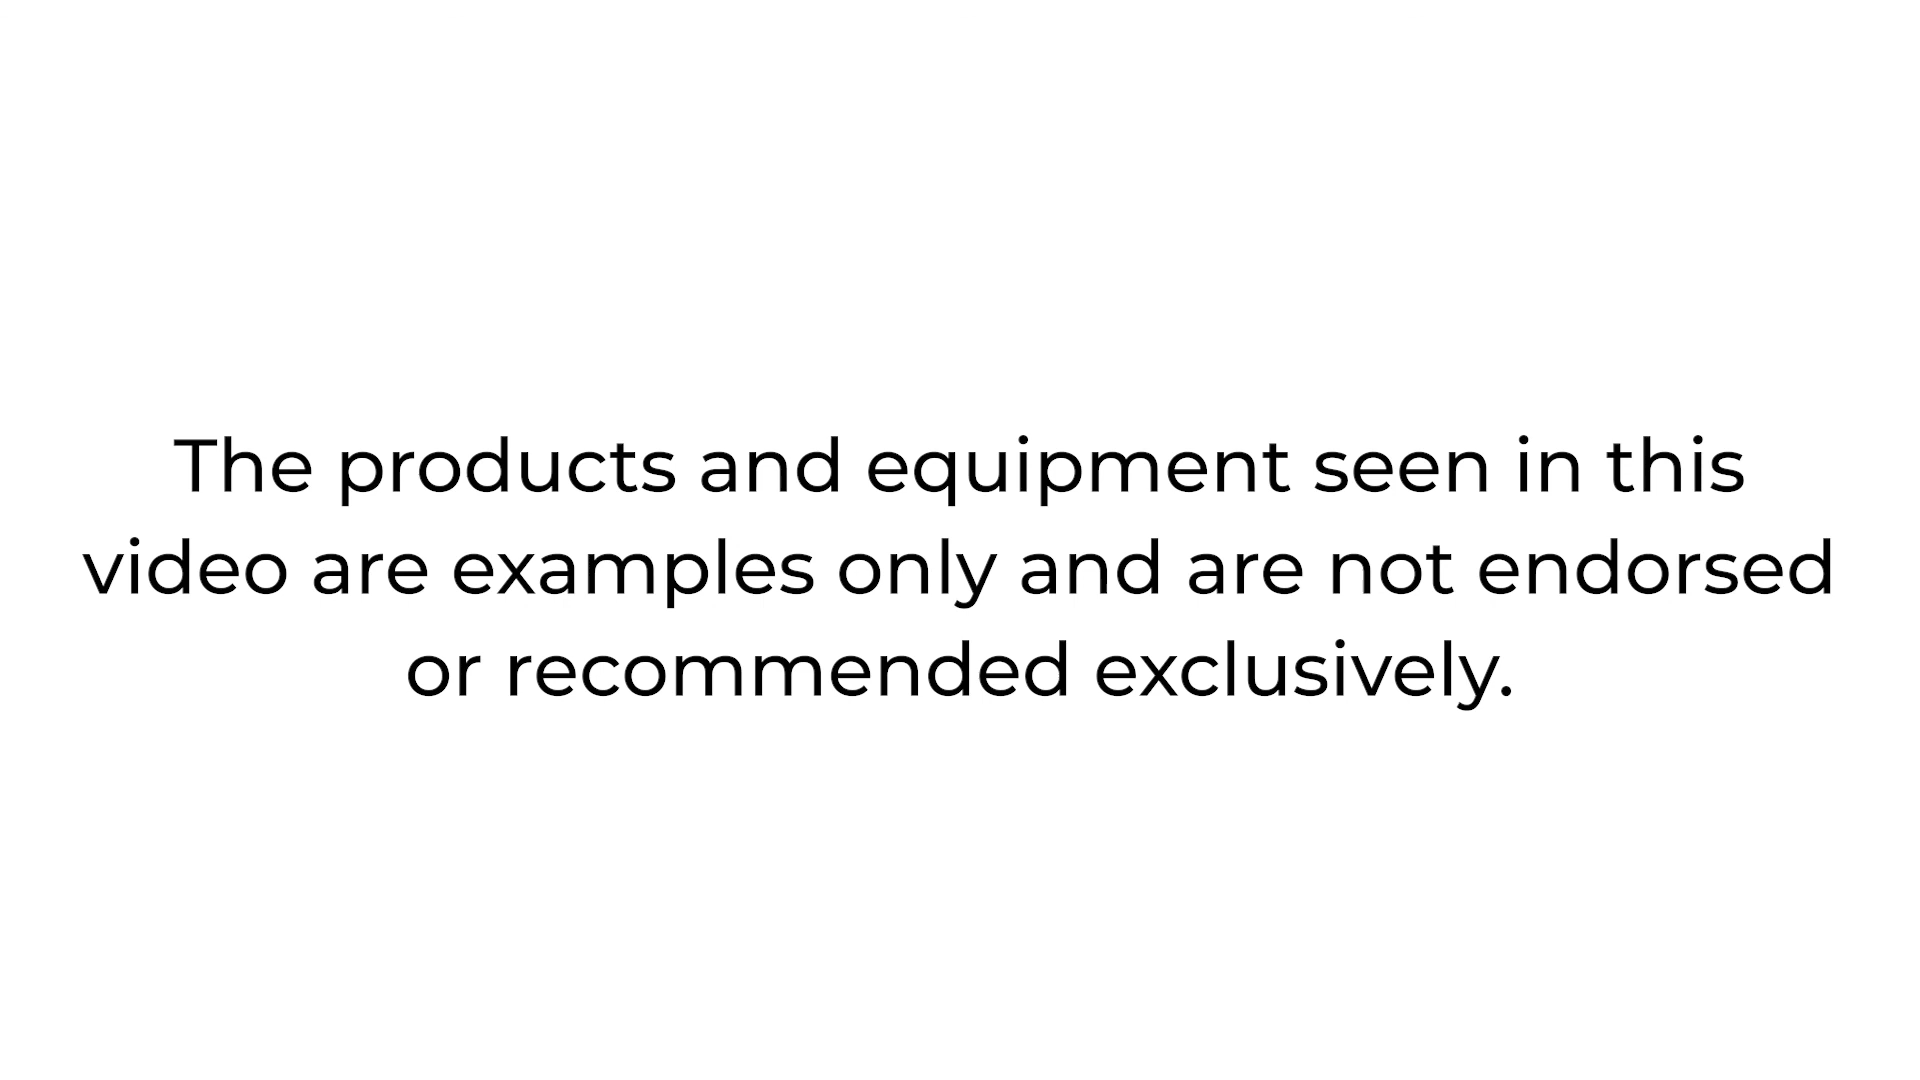 The products and equipment seen in this
video are examples only and are not endorsed
or recommended exclusively.